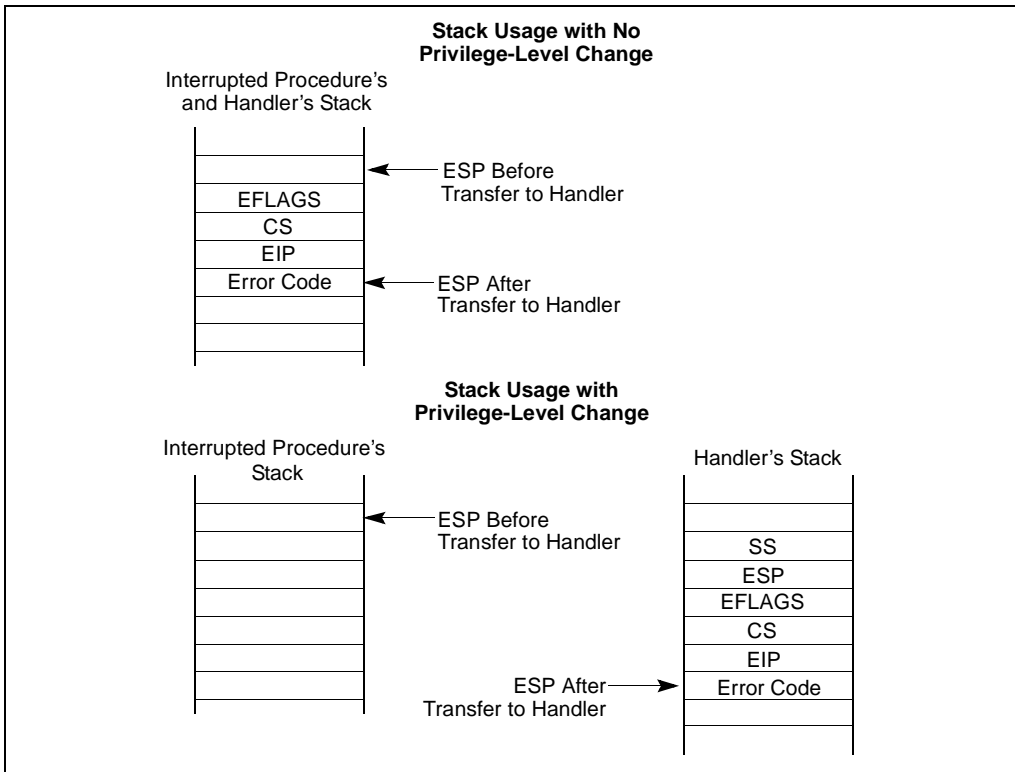 Stack Usage with No
Privilege-Level Change
Interrupted Procedure’s
and Handler’s Stack
ESP Before
Transfer to Handler
EFLAGS
CS
EIP
Error Code
ESP After
Transfer to Handler
Stack Usage with
Privilege-Level Change
Interrupted Procedure’s
Stack
Handler’s Stack
ESP Before
Transfer to Handler
SS
ESP
EFLAGS
CS
EIP
ESP After
Transfer to Handler
Error Code